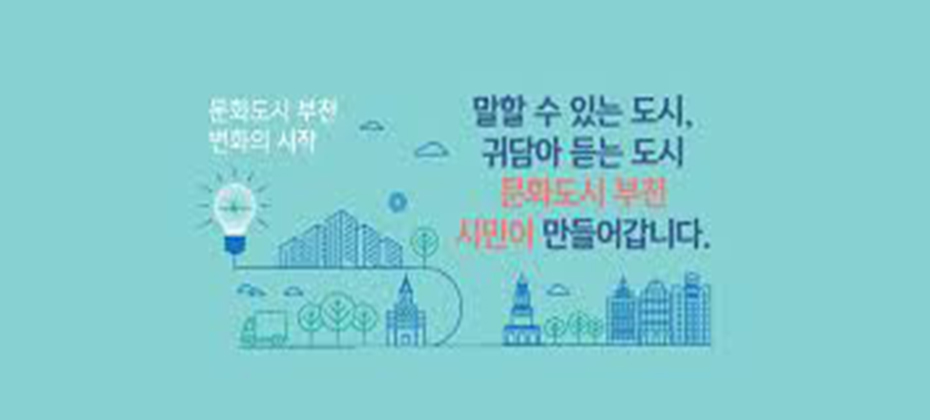 문화도시 부천
변화의 시작
말할 수 있는 도시,
귀담아 듣는 도시
문화도시 부천
시민이 만들어갑니다.